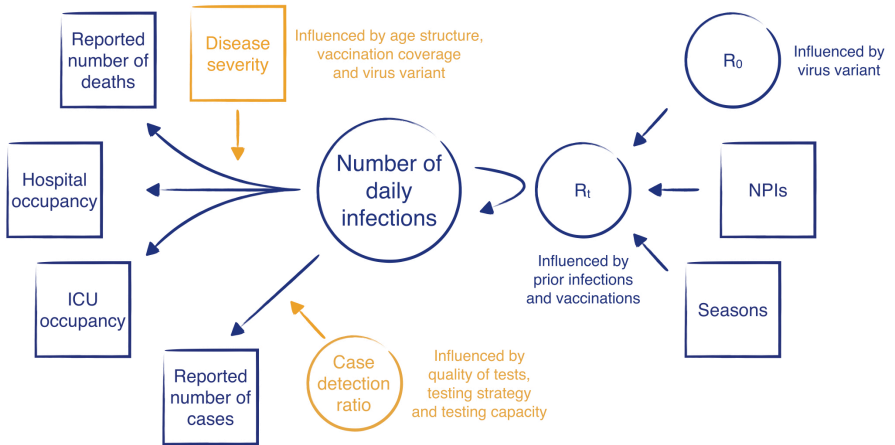 Reported
number of
deaths
Disease
severity
Influenced by age structure,
vaccination coverage
and virus variant
R₀
Influenced by
virus variant
Hospital
occupancy
Number of
daily
infections
Rₜ
NPIs
Influenced by
prior infections
and vaccinations
ICU
occupancy
Seasons
Reported
number of
cases
Case
detection
ratio
Influenced by
quality of tests,
testing strategy
and testing capacity